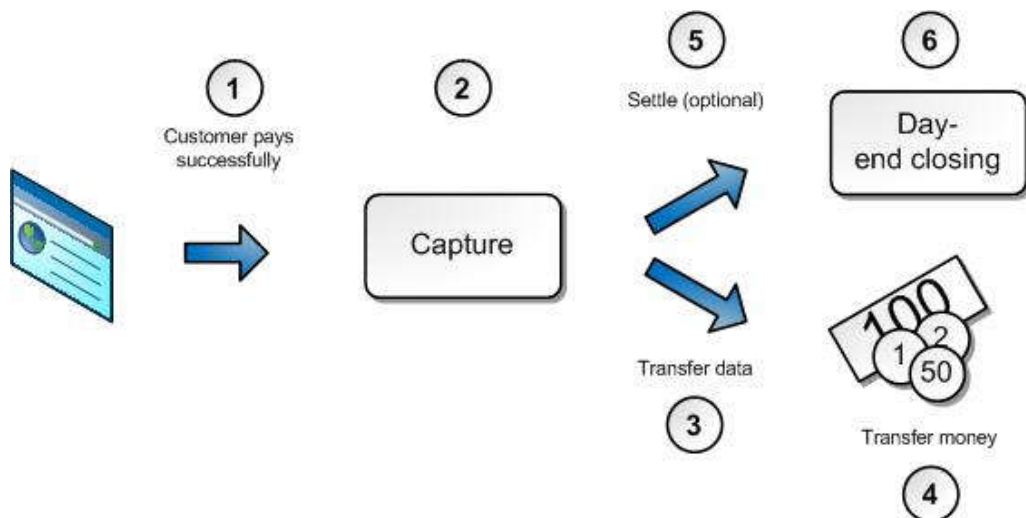 1
Customer pays
successfully
2
Capture
5
Settle (optional)
6
Day-
end closing
Transfer data
3
100
1
2
50
Transfer money
4